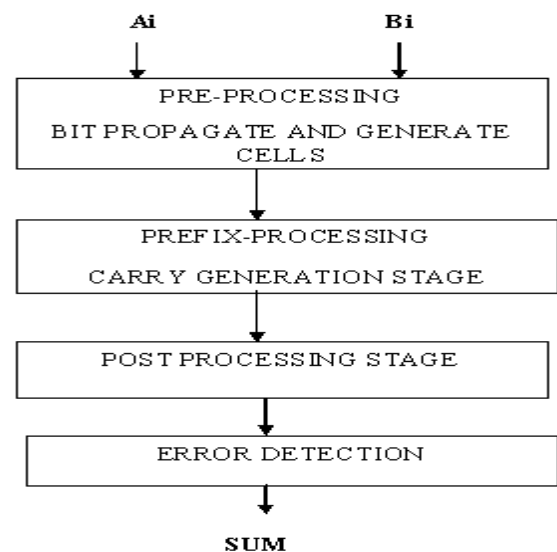 Ai Bi
PRE-PROCESSING
BIT PROPAGATE AND GENERATE
CELLS
PREFIX-PROCESSING
CARRY GENERATION STAGE
POST PROCESSING STAGE
ERROR DETECTION
SUM